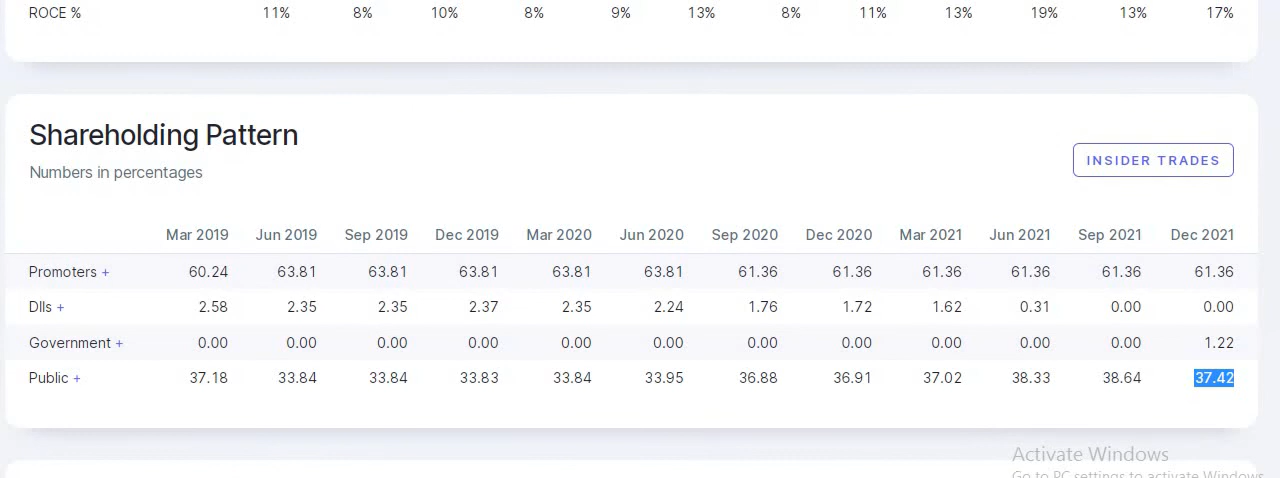 ROCE % 11% 8% 10% 8% 9% 13% 8% 11% 13% 19% 13% 17%
Shareholding Pattern
Numbers in percentages
INSIDER TRADES
Mar 2019 Jun 2019 Sep 2019 Dec 2019 Mar 2020 Jun 2020 Sep 2020 Dec 2020 Mar 2021 Jun 2021 Sep 2021 Dec 2021
Promoters + 60.24 63.81 63.81 63.81 63.81 63.81 61.36 61.36 61.36 61.36 61.36 61.36
DIIs + 2.58 2.35 2.35 2.37 2.35 2.24 1.76 1.72 1.62 0.31 0.00 0.00
Government + 0.00 0.00 0.00 0.00 0.00 0.00 0.00 0.00 0.00 0.00 0.00 1.22
Public + 37.18 33.84 33.84 33.83 33.84 33.95 36.88 36.91 37.02 38.33 38.64 37.42
Activate Windows
Go to PC settings to activate Windows.